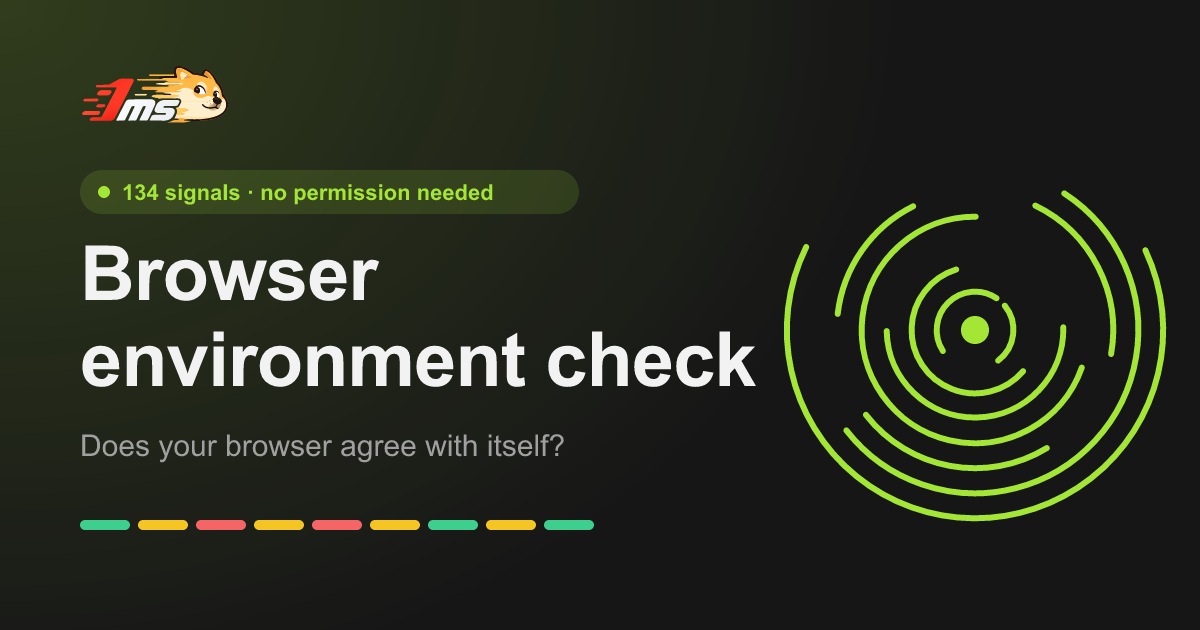 1ms
134 signals · no permission needed
Browser
environment check
Does your browser agree with itself?